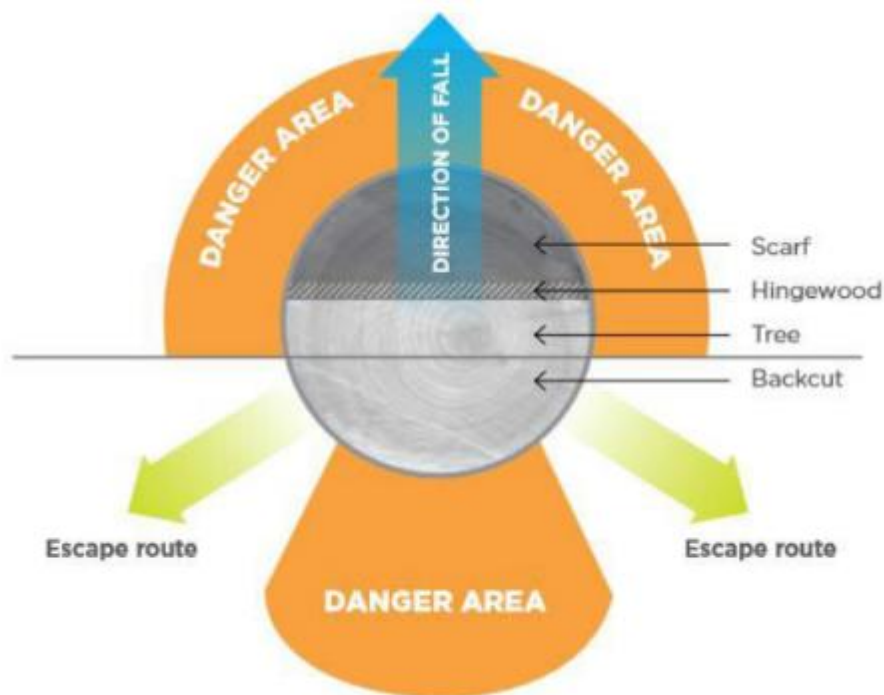 DIRECTION OF FALL
DANGER AREA
DANGER AREA
Scarf
Hingewood
Tree
Backcut
Escape route
Escape route
DANGER AREA